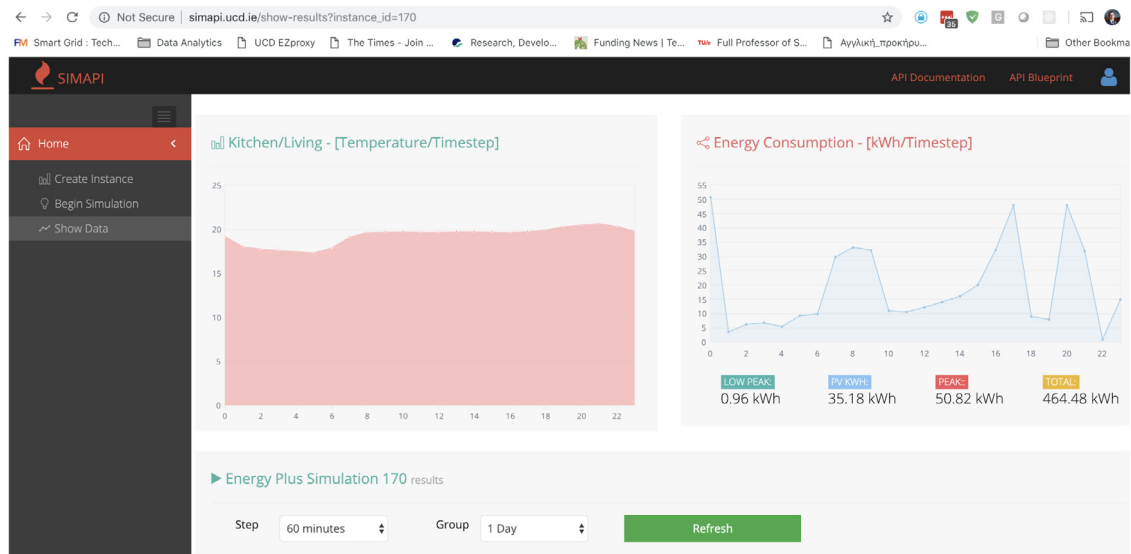 Not Secure | simapi.ucd.ie/show-results?instance_id=170
35
G
FM Smart Grid : Tech... Data Analytics UCD EZproxy The Times - Join ... Research, Develo... Funding News | Te... TU/e Full Professor of S... Αγγλική_προκήρυ... Other Bookma
SIMAPI
API Documentation API Blueprint
Home
Create Instance
Begin Simulation
Show Data
Kitchen/Living - [Temperature/Timestep]
25
20
15
10
5
0
0 2 4 6 8 10 12 14 16 18 20 22
Energy Consumption - [kWh/Timestep]
55
50
45
40
35
30
25
20
15
10
5
0
0 2 4 6 8 10 12 14 16 18 20 22
LOW PEAK: PV KWH: PEAK:: TOTAL:
0.96 kWh 35.18 kWh 50.82 kWh 464.48 kWh
Energy Plus Simulation 170 results
Step 60 minutes Group 1 Day Refresh